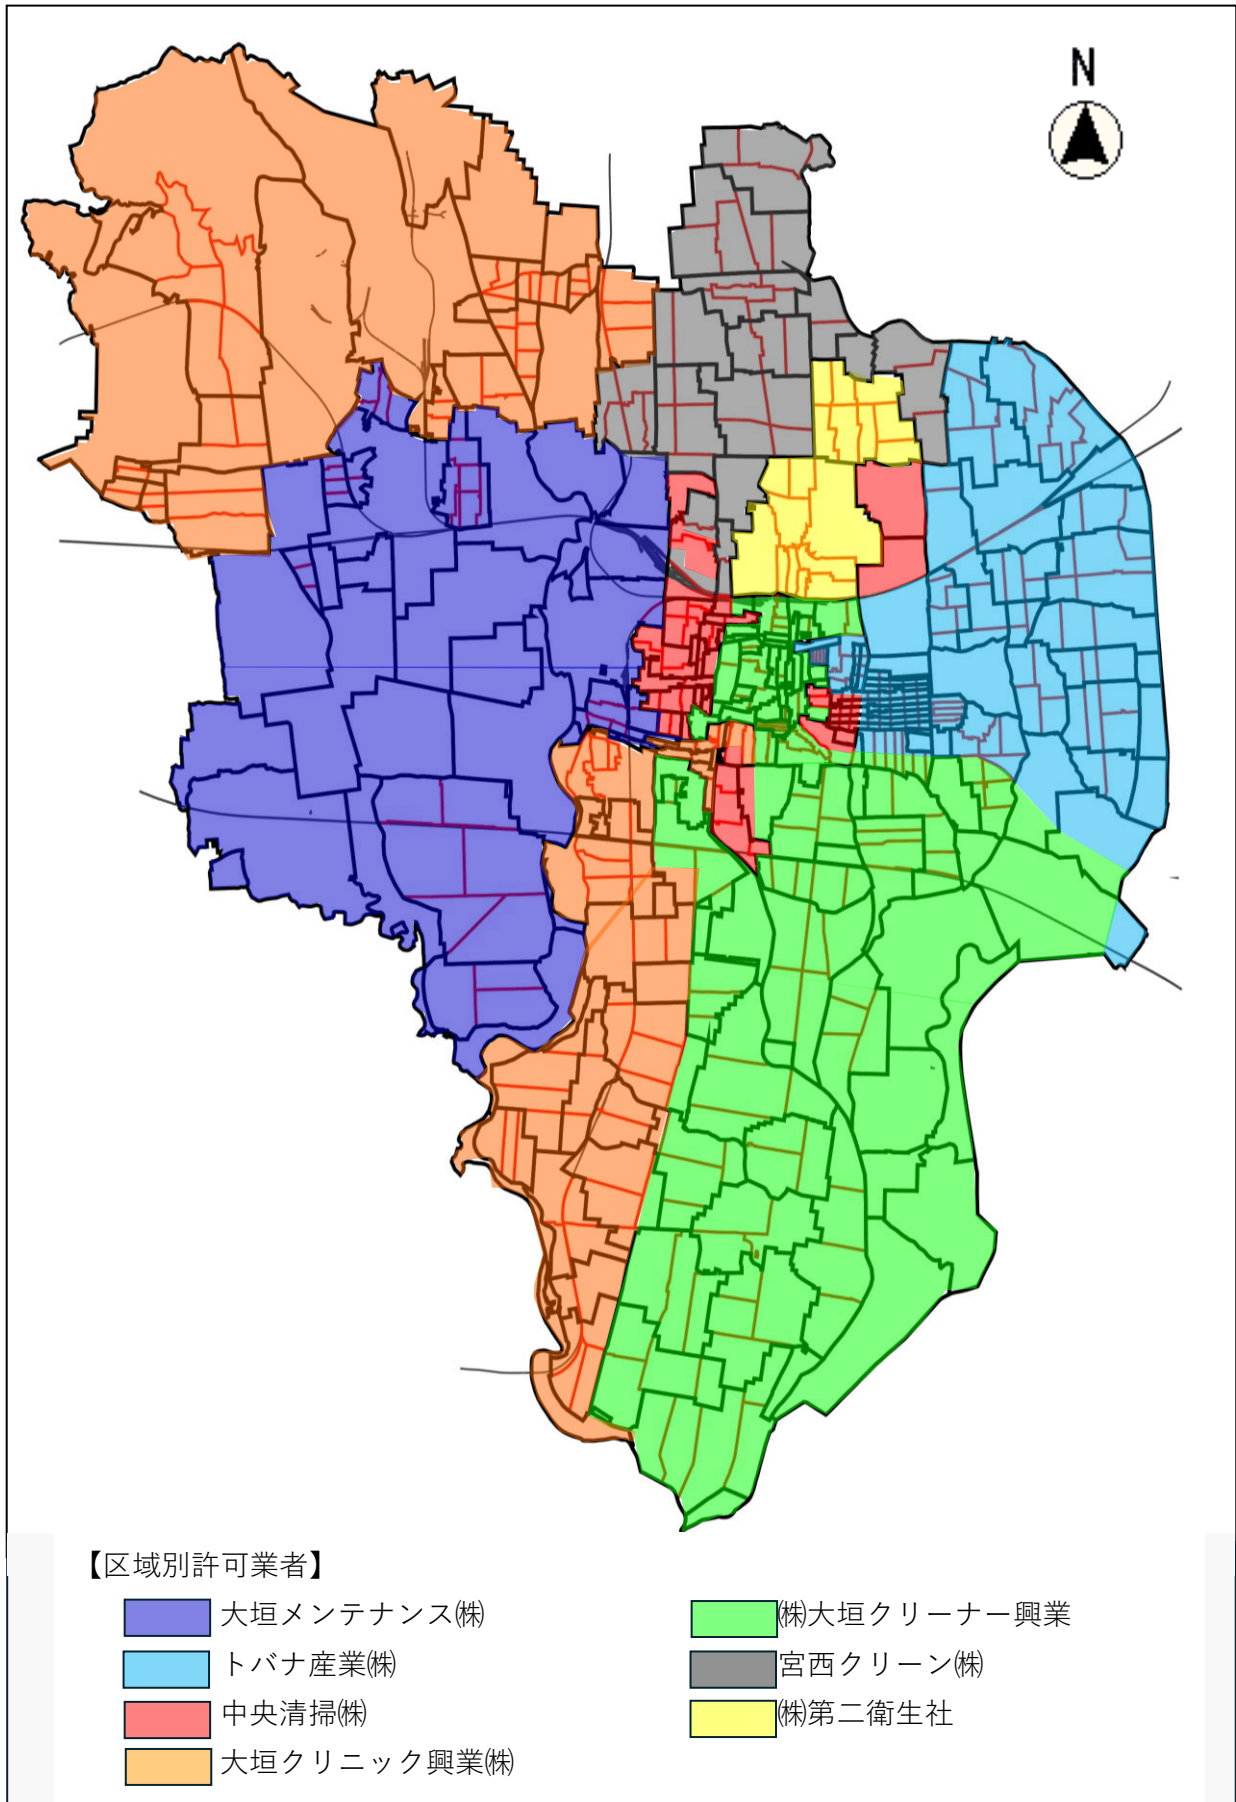 N
【区域別許可業者】
大垣メンテナンス㈱
トバナ産業㈱
中央清掃㈱
大垣クリニック興業㈱
㈱大垣クリーナー興業
宮西クリーン㈱
㈱第二衛生社